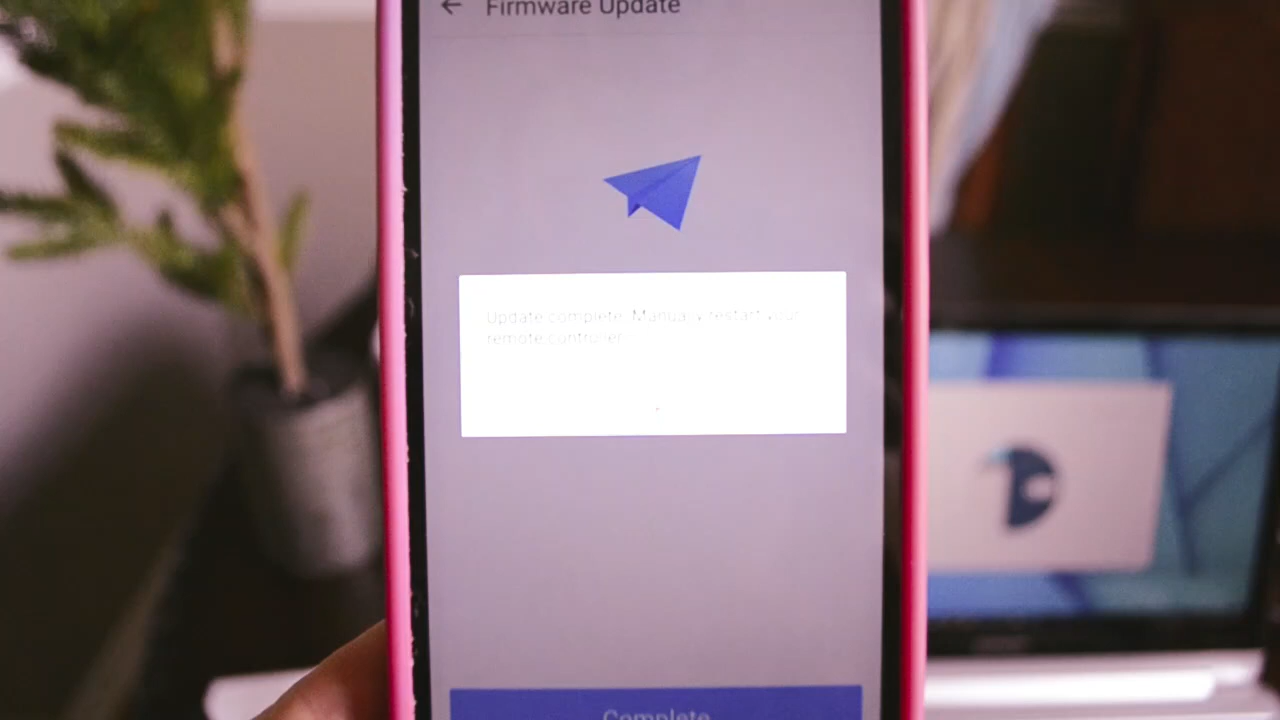 Firmware Update
Update complete. Manually restart your
remote controller.
Complete